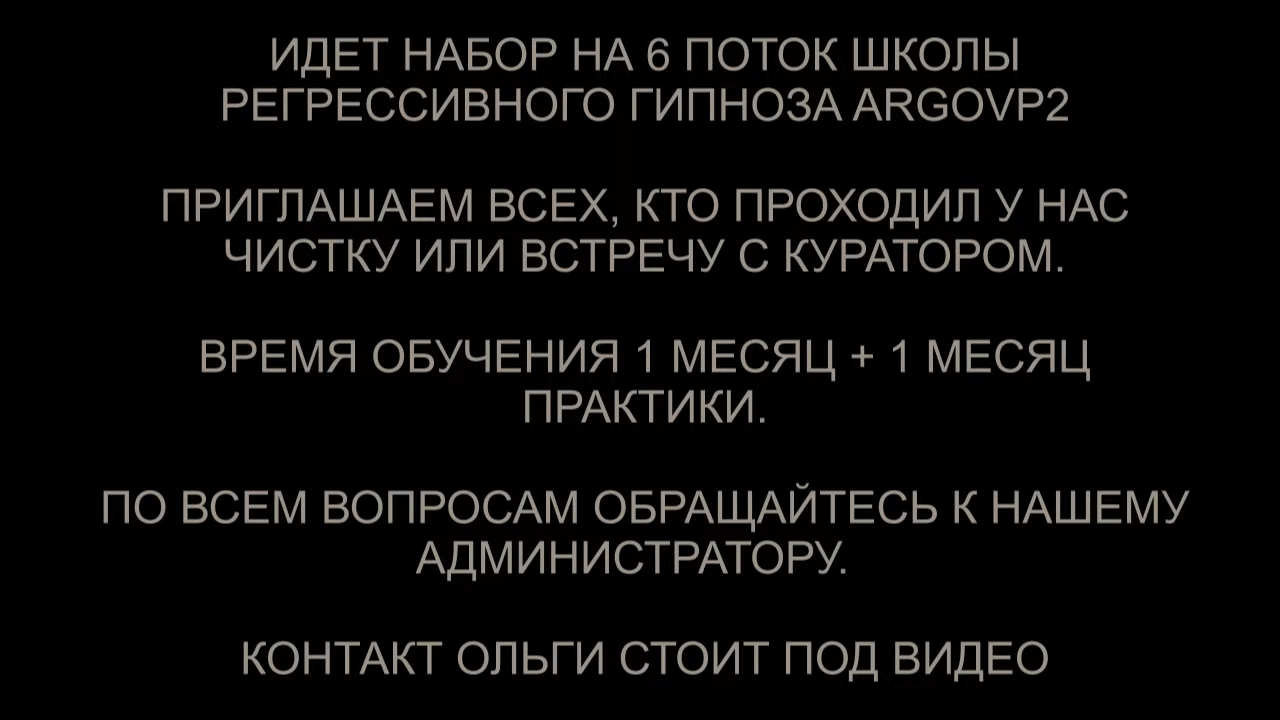 ИДЕТ НАБОР НА 6 ПОТОК ШКОЛЫ
РЕГРЕССИВНОГО ГИПНОЗА ARGOVP2
ПРИГЛАШАЕМ ВСЕХ, КТО ПРОХОДИЛ У НАС
ЧИСТКУ ИЛИ ВСТРЕЧУ С КУРАТОРОМ.
ВРЕМЯ ОБУЧЕНИЯ 1 МЕСЯЦ + 1 МЕСЯЦ
ПРАКТИКИ.
ПО ВСЕМ ВОПРОСАМ ОБРАЩАЙТЕСЬ К НАШЕМУ
АДМИНИСТРАТОРУ.
КОНТАКТ ОЛЬГИ СТОИТ ПОД ВИДЕО